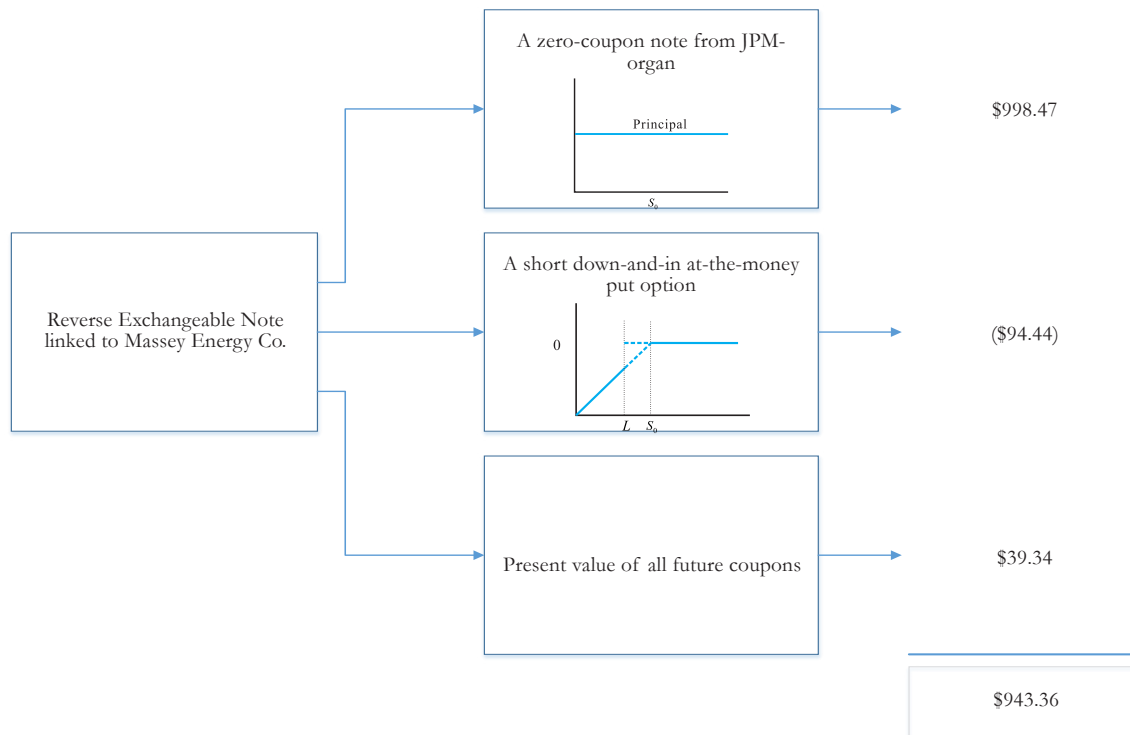 A zero-coupon note from JPM-
organ
Principal
S₀
$998.47
Reverse Exchangeable Note
linked to Massey Energy Co.
A short down-and-in at-the-money
put option
0
L S₀
($94.44)
Present value of all future coupons
$39.34
$943.36